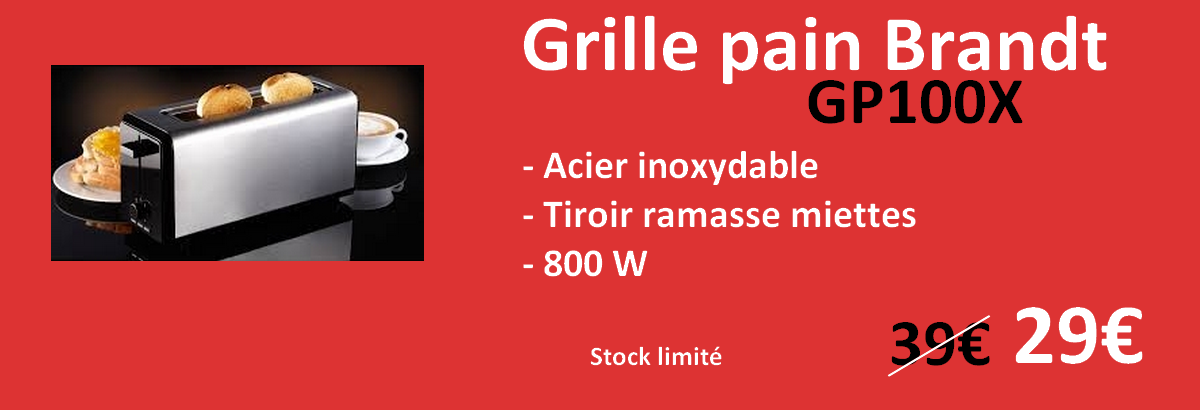 Grille pain Brandt
GP100X
- Acier inoxydable
- Tiroir ramasse miettes
- 800 W
Stock limité
39€ 29€